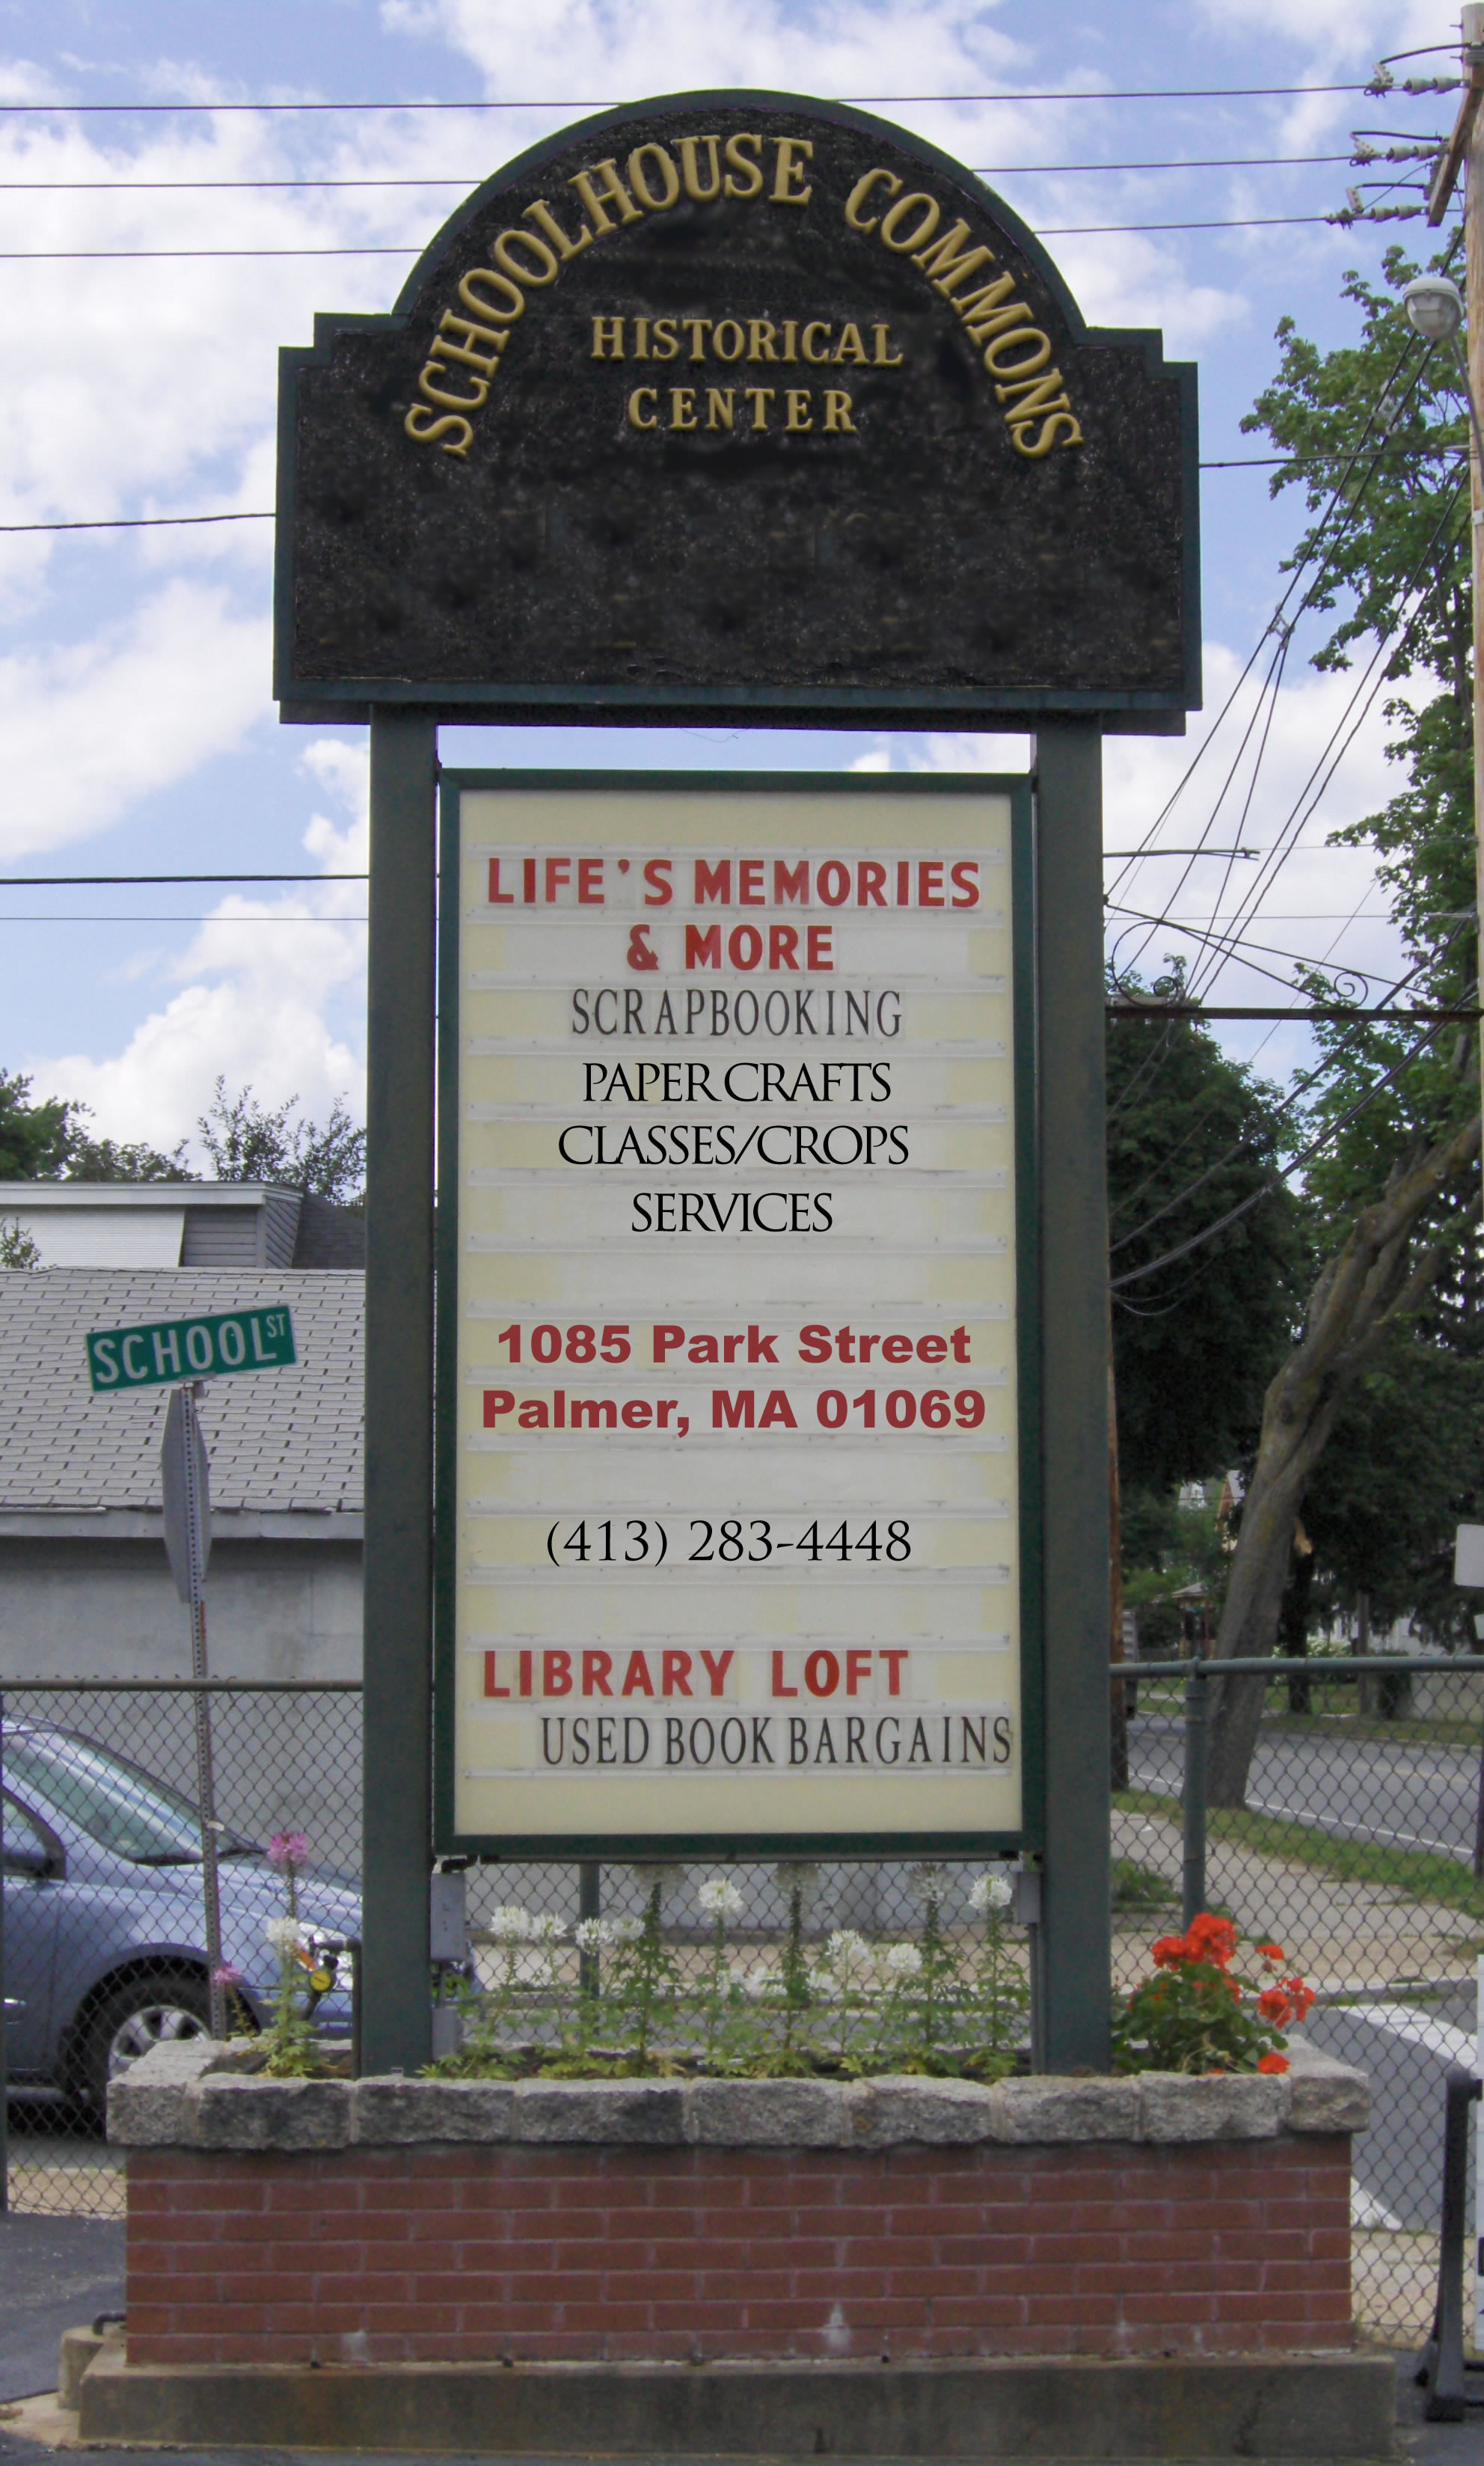 SCHOOLHOUSE COMMONS
HISTORICAL
CENTER
LIFE'S MEMORIES
& MORE
SCRAPBOOKING
PAPER CRAFTS
CLASSES/CROPS
SERVICES
1085 Park Street
Palmer, MA 01069
(413) 283-4448
LIBRARY LOFT
USED BOOK BARGAINS
SCHOOL ST